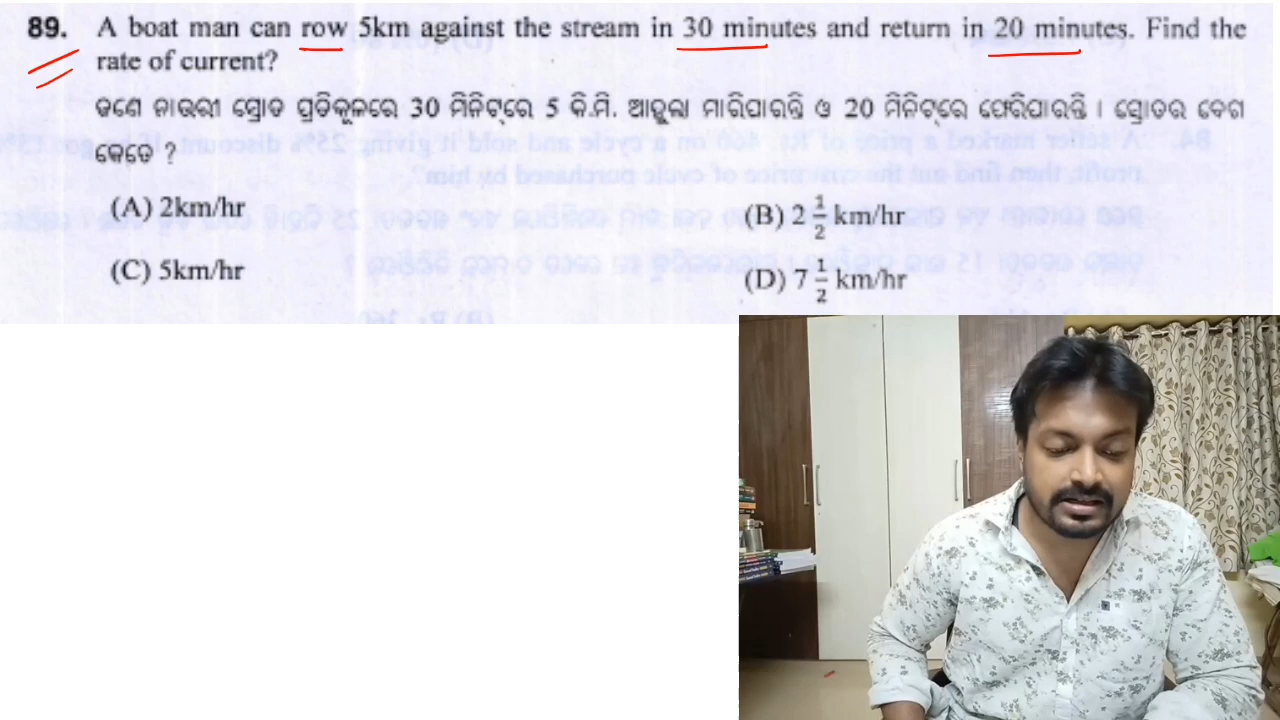 89. A boat man can row 5km against the stream in 30 minutes and return in 20 minutes. Find the
rate of current?
ଜଣେ ନାଉରୀ ସ୍ରୋତ ପ୍ରତିକୂଳରେ 30 ମିନିଟ୍‌ରେ 5 କି.ମି. ଆହୁଲା ମାରିପାରନ୍ତି ଓ 20 ମିନିଟ୍‌ରେ ଫେରିପାରନ୍ତି । ସ୍ରୋତର ବେଗ
କେତେ ?
(A) 2km/hr (B) 2 1/2 km/hr
(C) 5km/hr (D) 7 1/2 km/hr